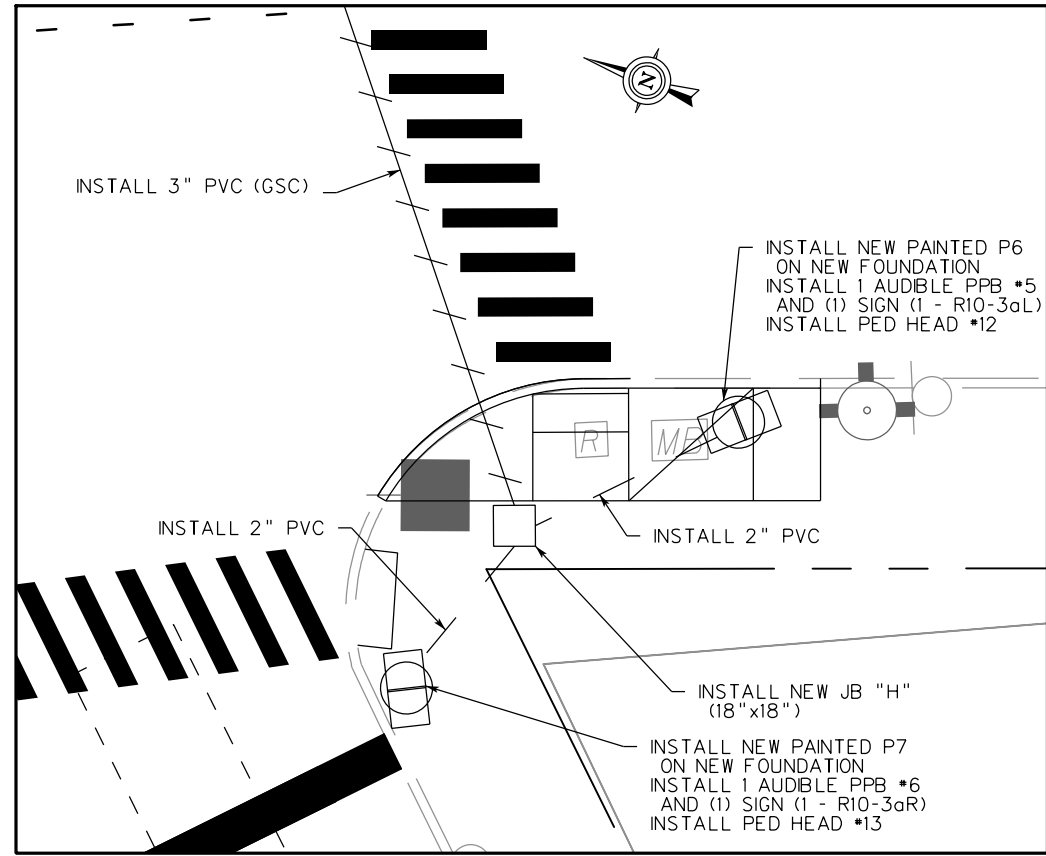 N
INSTALL 3" PVC (GSC)
INSTALL NEW PAINTED P6
ON NEW FOUNDATION
INSTALL 1 AUDIBLE PPB #5
AND (1) SIGN (1 - R10-3aL)
INSTALL PED HEAD #12
R
MB
INSTALL 2" PVC
INSTALL 2" PVC
INSTALL NEW JB "H"
(18"x18")
INSTALL NEW PAINTED P7
ON NEW FOUNDATION
INSTALL 1 AUDIBLE PPB #6
AND (1) SIGN (1 - R10-3aR)
INSTALL PED HEAD #13